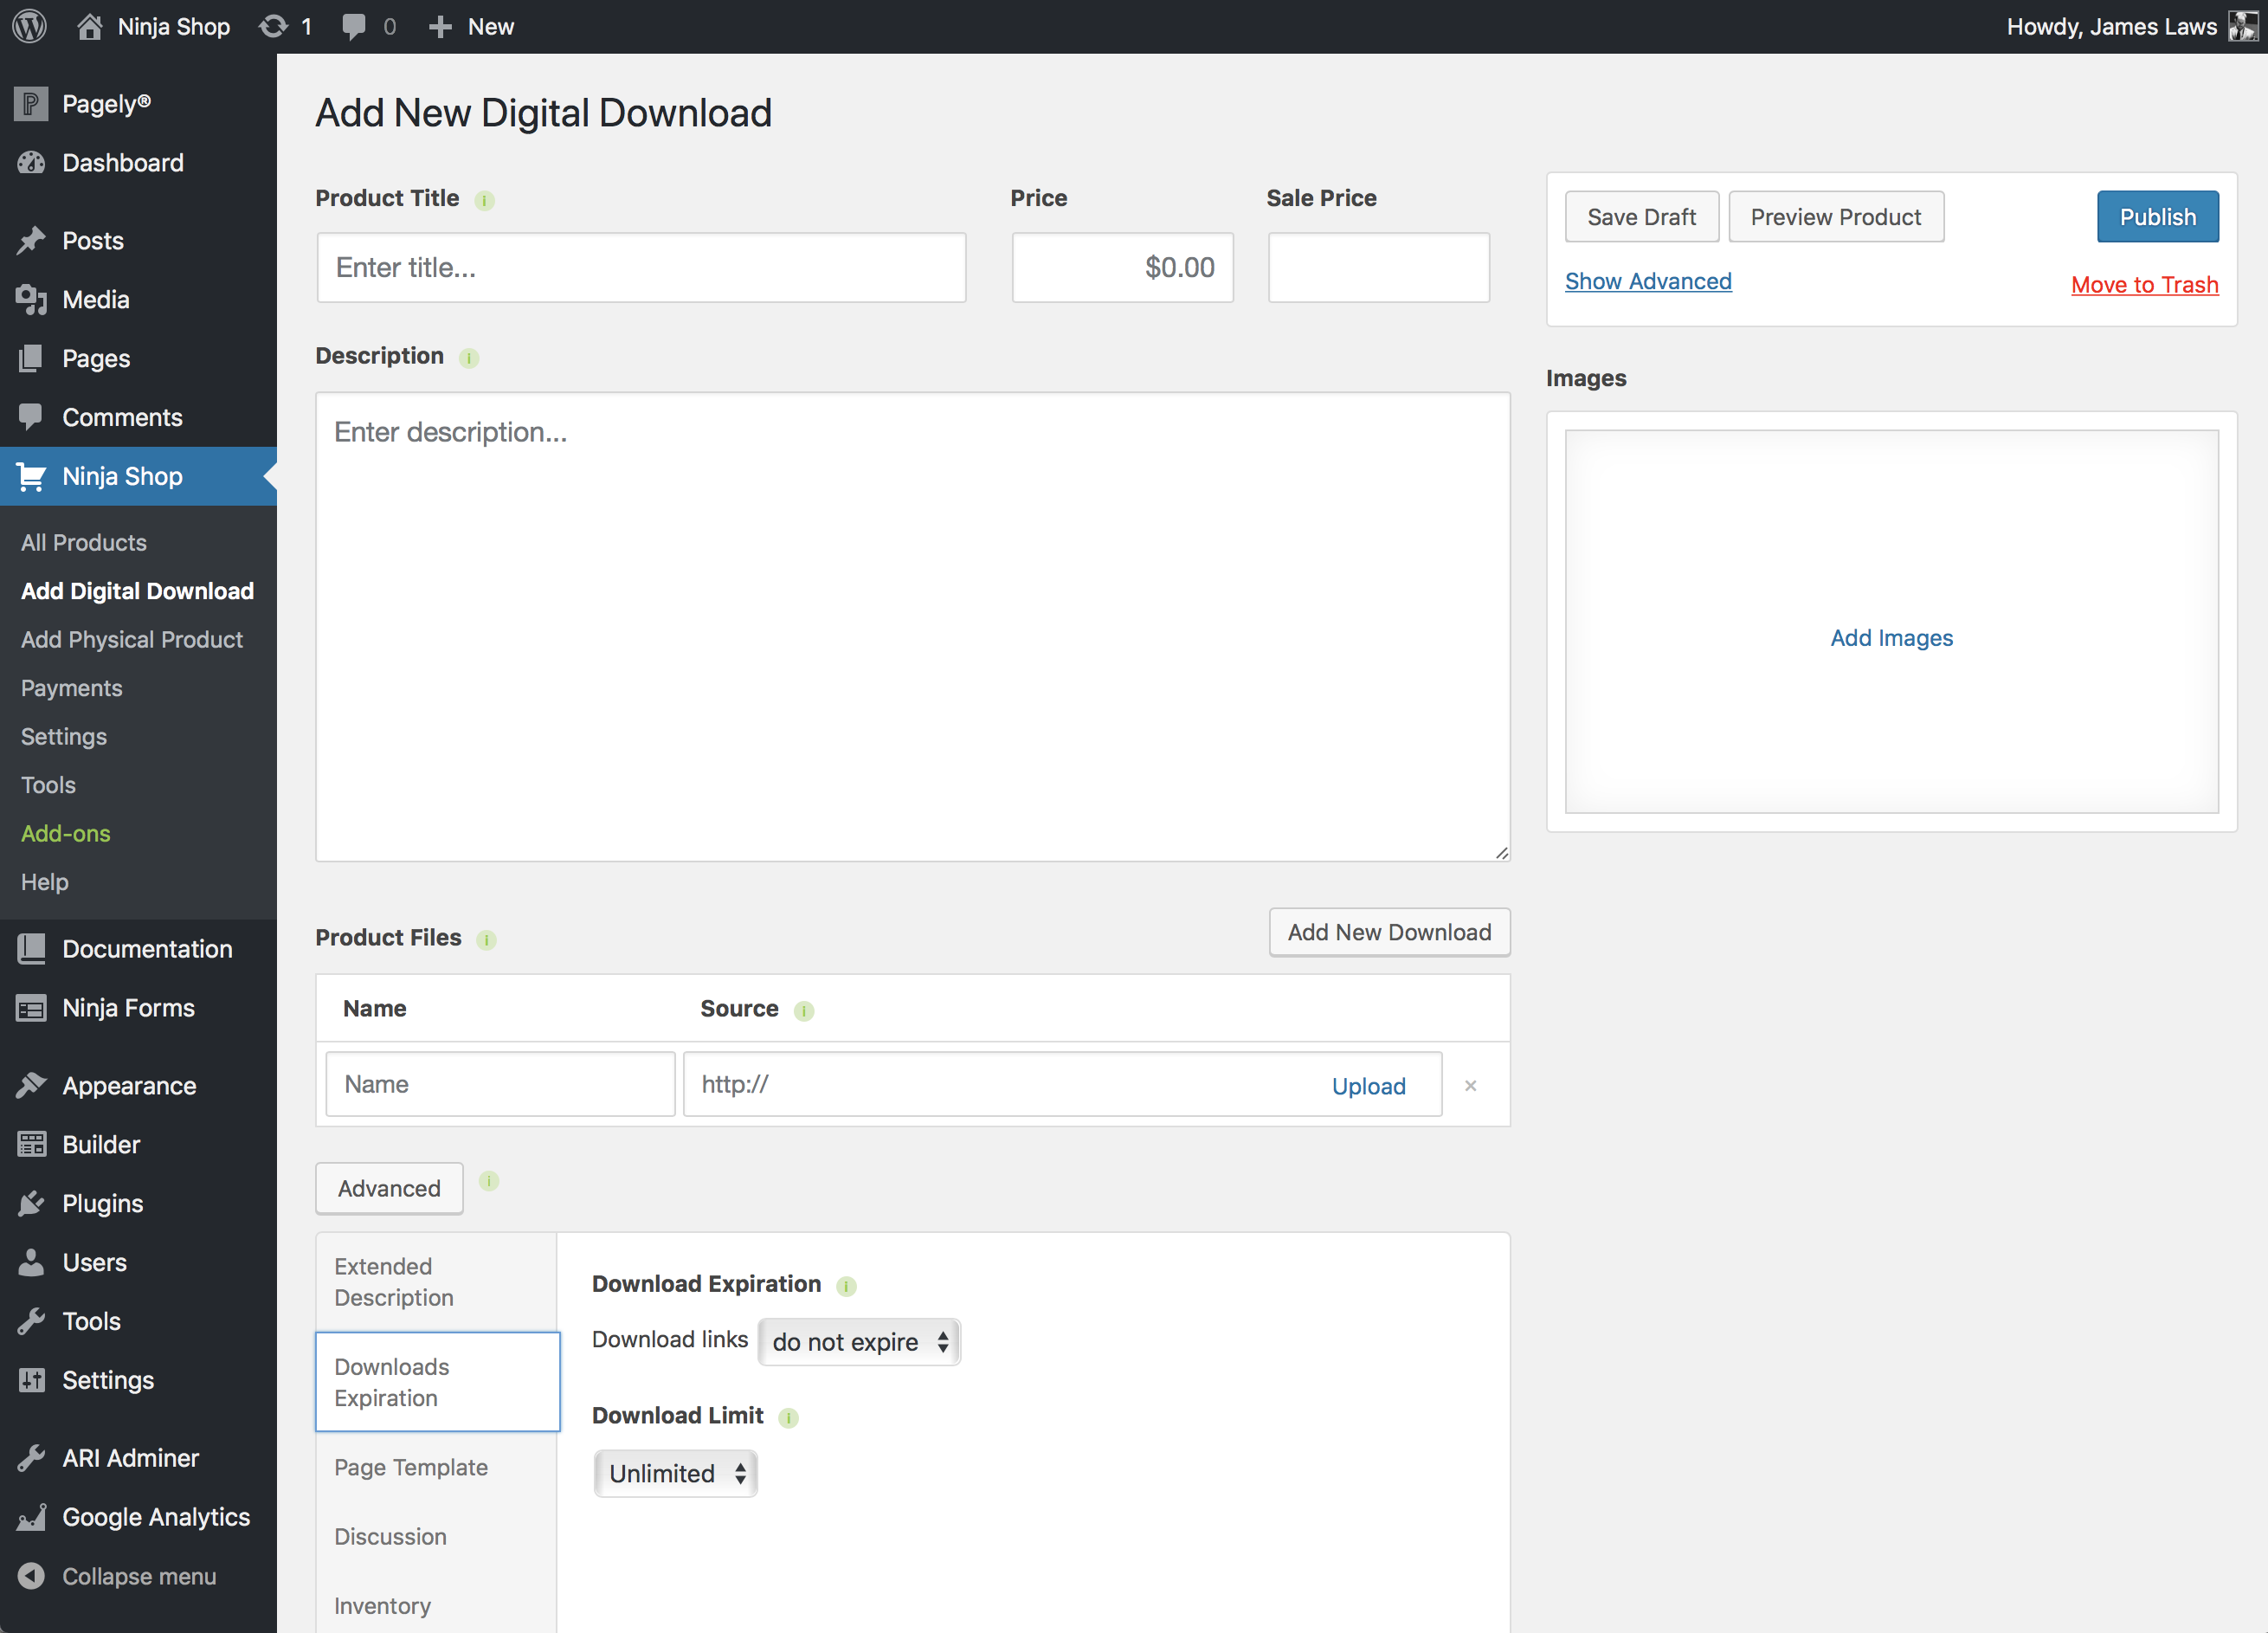 Ninja Shop
1
0
New
Howdy, James Laws
Pagely®
Dashboard
Posts
Media
Pages
Comments
Ninja Shop
All Products
Add Digital Download
Add Physical Product
Payments
Settings
Tools
Add-ons
Help
Documentation
Ninja Forms
Appearance
Builder
Plugins
Users
Tools
Settings
ARI Adminer
Google Analytics
Collapse menu
Add New Digital Download
Product Title i
Price
Sale Price
Enter title...
$0.00
Description i
Enter description...
Product Files i
Add New Download
Name
Source i
Name
http://
Upload
×
Advanced
i
Extended
Description
Downloads
Expiration
Page Template
Discussion
Inventory
Download Expiration i
Download links
do not expire
Download Limit i
Unlimited
Save Draft
Preview Product
Publish
Show Advanced
Move to Trash
Images
Add Images